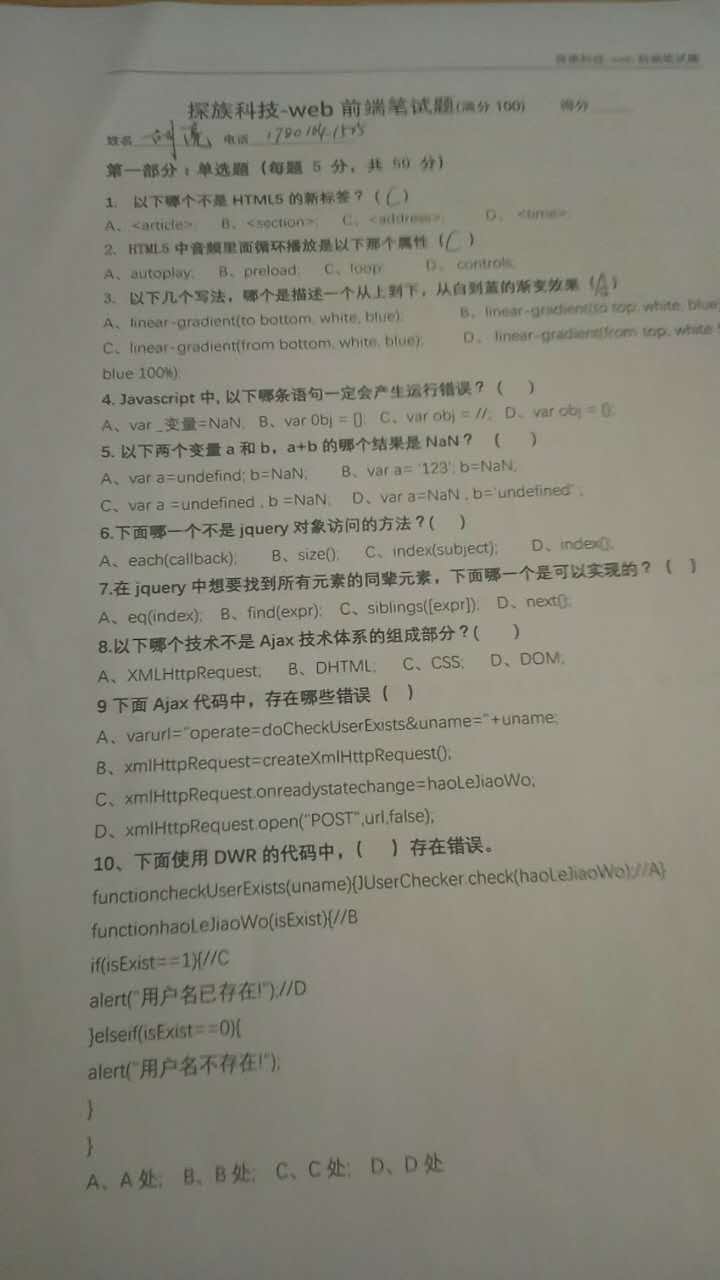 web 前端笔试题
探族科技-web 前端笔试题(满分 100) 得分
姓名 电话
第一部分：单选题（每题 5 分，共 50 分）
1. 以下哪个不是 HTML5 的新标签？（ C ）
A、<article>; B、<section>; C、<address>; D、<time>;
2. HTML5 中音频里面循环播放是以下那个属性（ C ）
A、autoplay; B、preload; C、loop; D、controls;
3. 以下几个写法，哪个是描述一个从上到下，从白到蓝的渐变效果（ A ）
A、linear-gradient(to bottom, white, blue); B、linear-gradient(to top, white, blue)
C、linear-gradient(from bottom, white, blue); D、linear-gradient(from top, white
blue 100%);
4. Javascript 中, 以下哪条语句一定会产生运行错误？（ ）
A、var _变量=NaN; B、var 0bj = []; C、var obj = //; D、var obj = {};
5. 以下两个变量 a 和 b，a+b 的哪个结果是 NaN？ （ ）
A、var a=undefind; b=NaN; B、var a= '123'; b=NaN;
C、var a =undefined , b =NaN; D、var a=NaN , b='undefined' ;
6.下面哪一个不是 jquery 对象访问的方法？( )
A、each(callback); B、size(); C、index(subject); D、index();
7.在 jquery 中想要找到所有元素的同辈元素，下面哪一个是可以实现的？（ ）
A、eq(index); B、find(expr); C、siblings([expr]); D、next();
8.以下哪个技术不是 Ajax 技术体系的组成部分？( )
A、XMLHttpRequest; B、DHTML; C、CSS; D、DOM;
9 下面 Ajax 代码中，存在哪些错误（ ）
A、varurl="operate=doCheckUserExists&uname="+uname;
B、xmlHttpRequest=createXmlHttpRequest();
C、xmlHttpRequest.onreadystatechange=haoLeJiaoWo;
D、xmlHttpRequest.open("POST",url,false);
10、下面使用 DWR 的代码中，（ ）存在错误。
functioncheckUserExists(uname){JUserChecker.check(haoLeJiaoWo);//A}
functionhaoLeJiaoWo(isExist){//B
if(isExist==1){//C
alert("用户名已存在!");//D
}elseif(isExist==0){
alert("用户名不存在!");
}
}
A、A 处; B、B 处; C、C 处; D、D 处